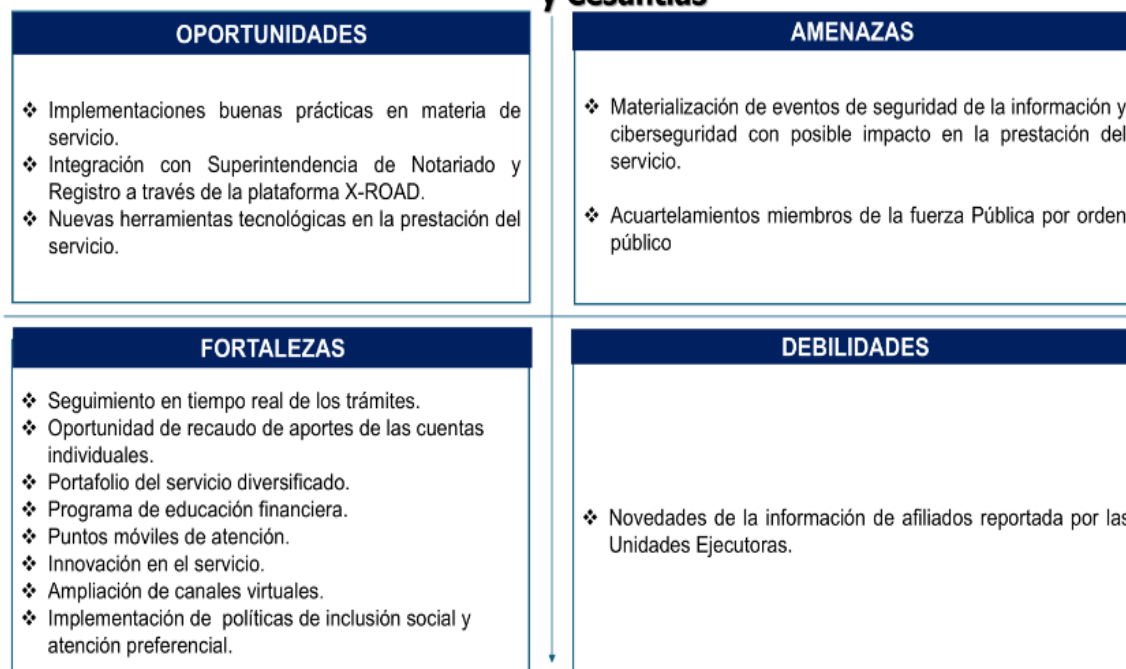 y Cesantías
OPORTUNIDADES
❖ Implementaciones buenas prácticas en materia de
servicio.
❖ Integración con Superintendencia de Notariado y
Registro a través de la plataforma X-ROAD.
❖ Nuevas herramientas tecnológicas en la prestación del
servicio.
AMENAZAS
❖ Materialización de eventos de seguridad de la información y
ciberseguridad con posible impacto en la prestación del
servicio.
❖ Acuartelamientos miembros de la fuerza Pública por orden
público
FORTALEZAS
❖ Seguimiento en tiempo real de los trámites.
❖ Oportunidad de recaudo de aportes de las cuentas
individuales.
❖ Portafolio del servicio diversificado.
❖ Programa de educación financiera.
❖ Puntos móviles de atención.
❖ Innovación en el servicio.
❖ Ampliación de canales virtuales.
❖ Implementación de políticas de inclusión social y
atención preferencial.
DEBILIDADES
❖ Novedades de la información de afiliados reportada por las
Unidades Ejecutoras.